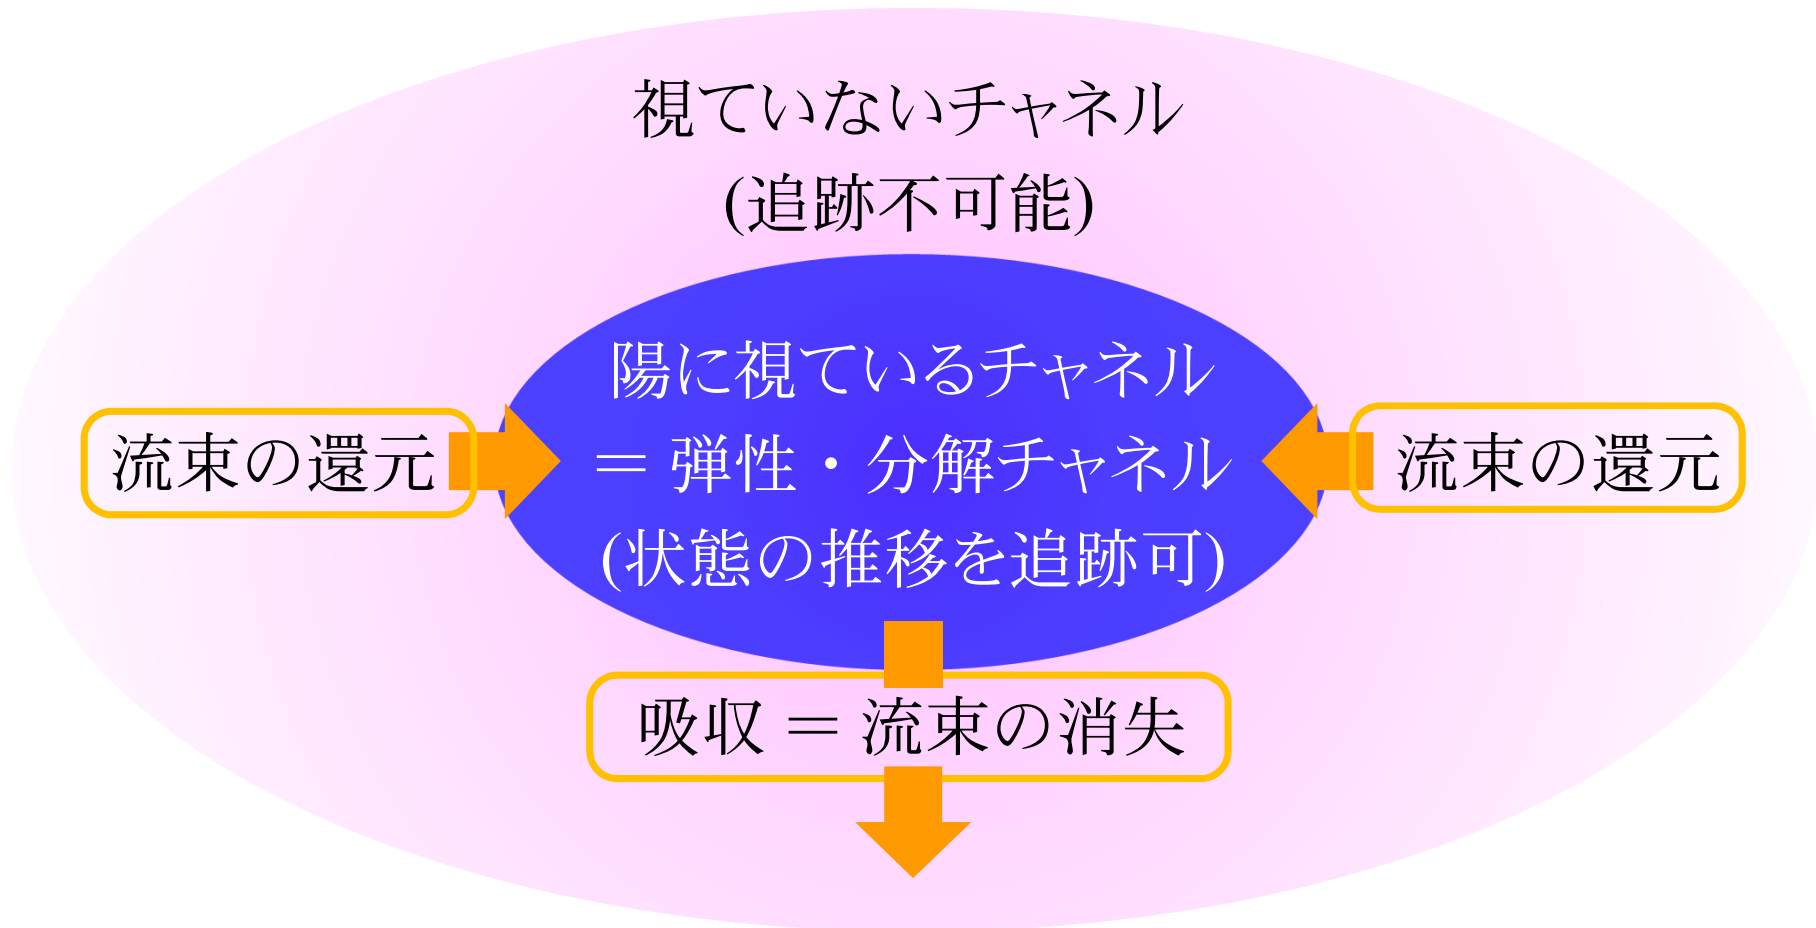 視ていないチャネル
(追跡不可能)
陽に視ているチャネル
＝ 弾性・分解チャネル
(状態の推移を追跡可)
流束の還元
流束の還元
吸収 ＝ 流束の消失